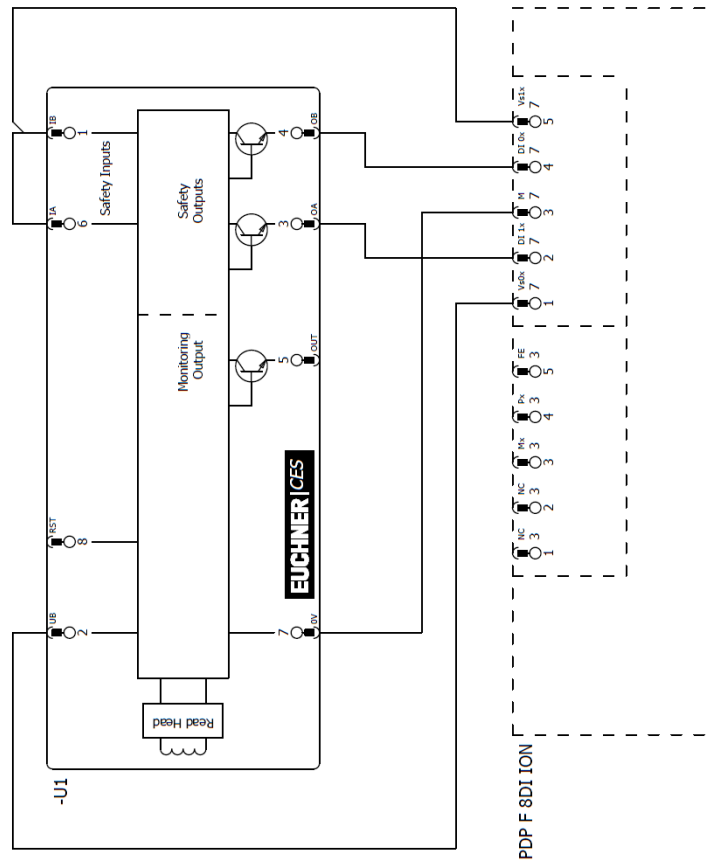 IB
1
IA
6
Safety Inputs
Safety
Outputs
4
OB
3
OA
Monitoring
Output
5
OUT
RST
8
EUCHNER|CES
UB
2
7
0V
Read Head
-U1
Vs1x
7
5
DI 0x
7
4
M
7
3
DI 1x
7
2
Vs0x
7
1
FE
3
5
Px
3
4
Mx
3
3
NC
3
2
NC
3
1
PDP F 8DI ION